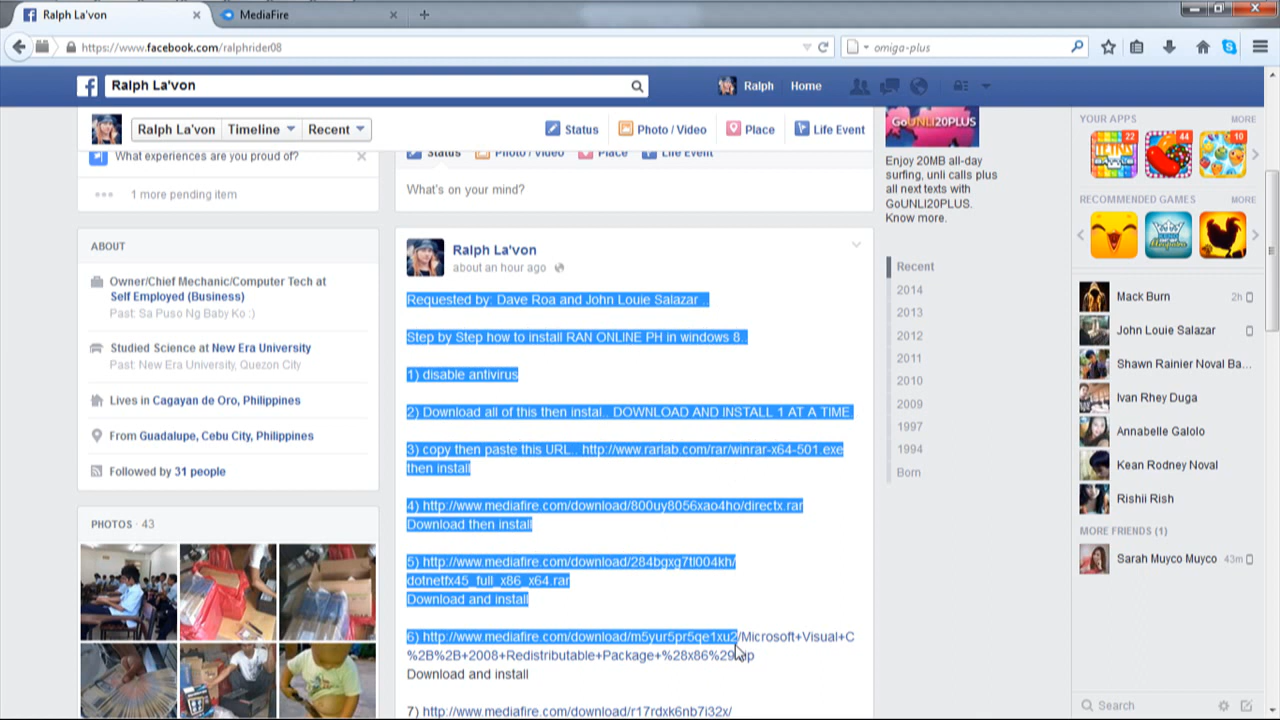 Ralph La'von
MediaFire
https://www.facebook.com/ralphrider08
omiga-plus
Ralph La'von
Ralph
Home
Ralph La'von
Timeline
Recent
Status
Photo / Video
Place
Life Event
What experiences are you proud of?
1 more pending item
ABOUT
Owner/Chief Mechanic/Computer Tech at
Self Employed (Business)
Past: Sa Puso Ng Baby Ko :)
Studied Science at New Era University
Past: New Era University, Quezon City
Lives in Cagayan de Oro, Philippines
From Guadalupe, Cebu City, Philippines
Followed by 31 people
PHOTOS · 43
Status
Photo / Video
Place
Life Event
What's on your mind?
Ralph La'von
about an hour ago
Requested by: Dave Roa and John Louie Salazar ..
Step by Step how to install RAN ONLINE PH in windows 8..
1) disable antivirus
2) Download all of this then instal.. DOWNLOAD AND INSTALL 1 AT A TIME
3) copy then paste this URL.. http://www.rarlab.com/rar/winrar-x64-501.exe
then install
4) http://www.mediafire.com/download/800uy8056xao4ho/directx.rar
Download then install
5) http://www.mediafire.com/download/284bgxg7tl004kh/
dotnetfx45_full_x86_x64.rar
Download and install
6) http://www.mediafire.com/download/m5yur5pr5qe1xu2/Microsoft+Visual+C
%2B%2B+2008+Redistributable+Package+%28x86%29.zip
Download and install
7) http://www.mediafire.com/download/r17rdxk6nb7i32x/
GoUNLI20PLUS
Enjoy 20MB all-day
surfing, unli calls plus
all next texts with
GoUNLI20PLUS.
Know more.
Recent
2014
2013
2012
2011
2010
2009
1997
1994
Born
YOUR APPS
MORE
22
44
10
TETRIS
RECOMMENDED GAMES
MORE
Mack Burn
2h
John Louie Salazar
Shawn Rainier Noval Ba...
Ivan Rhey Duga
Annabelle Galolo
Kean Rodney Noval
Rishii Rish
MORE FRIENDS (1)
Sarah Muyco Muyco
43m
Search